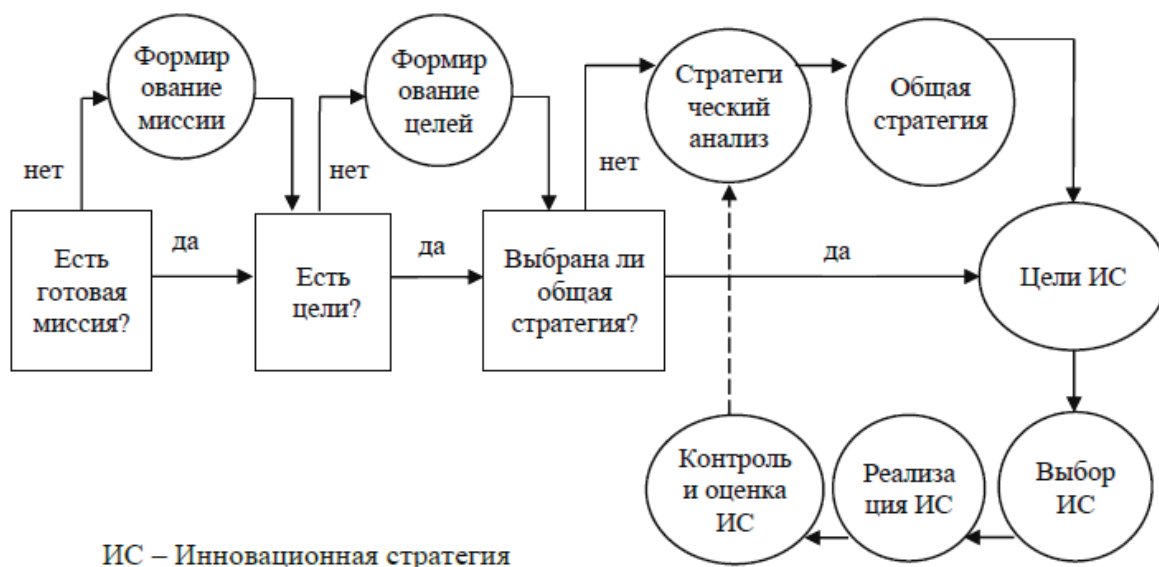 Формир
ование
миссии
Формир
ование
целей
Стратеги
ческий
анализ
Общая
стратегия
нет
нет
нет
Есть
готовая
миссия?
да
Есть
цели?
да
Выбрана ли
общая
стратегия?
да
Цели ИС
Контроль
и оценка
ИС
Реализа
ция ИС
Выбор
ИС
ИС – Инновационная стратегия